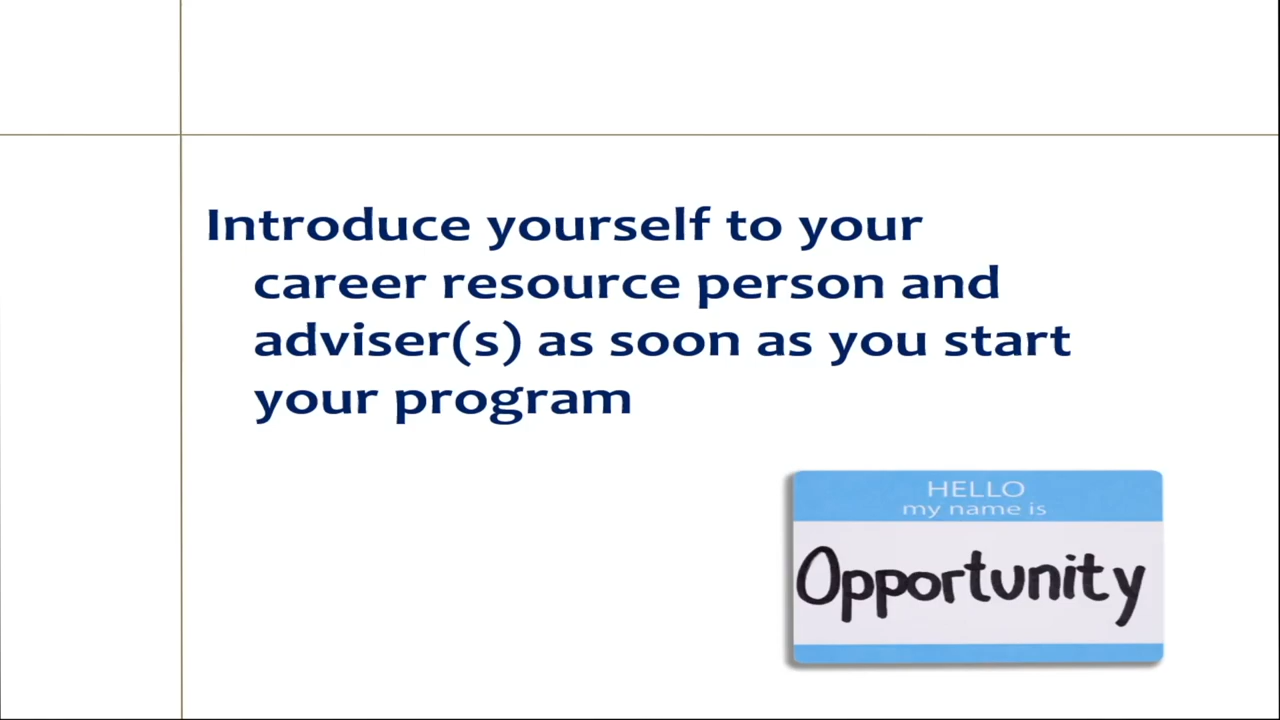 Introduce yourself to your
career resource person and
adviser(s) as soon as you start
your program
HELLO
my name is
Opportunity